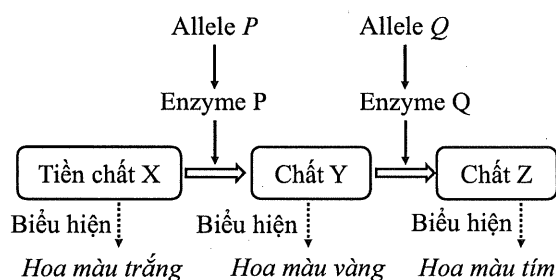 Allele P Allele Q
Enzyme P Enzyme Q
Tiền chất X Chất Y Chất Z
Biểu hiện Biểu hiện Biểu hiện
Hoa màu trắng Hoa màu vàng Hoa màu tím